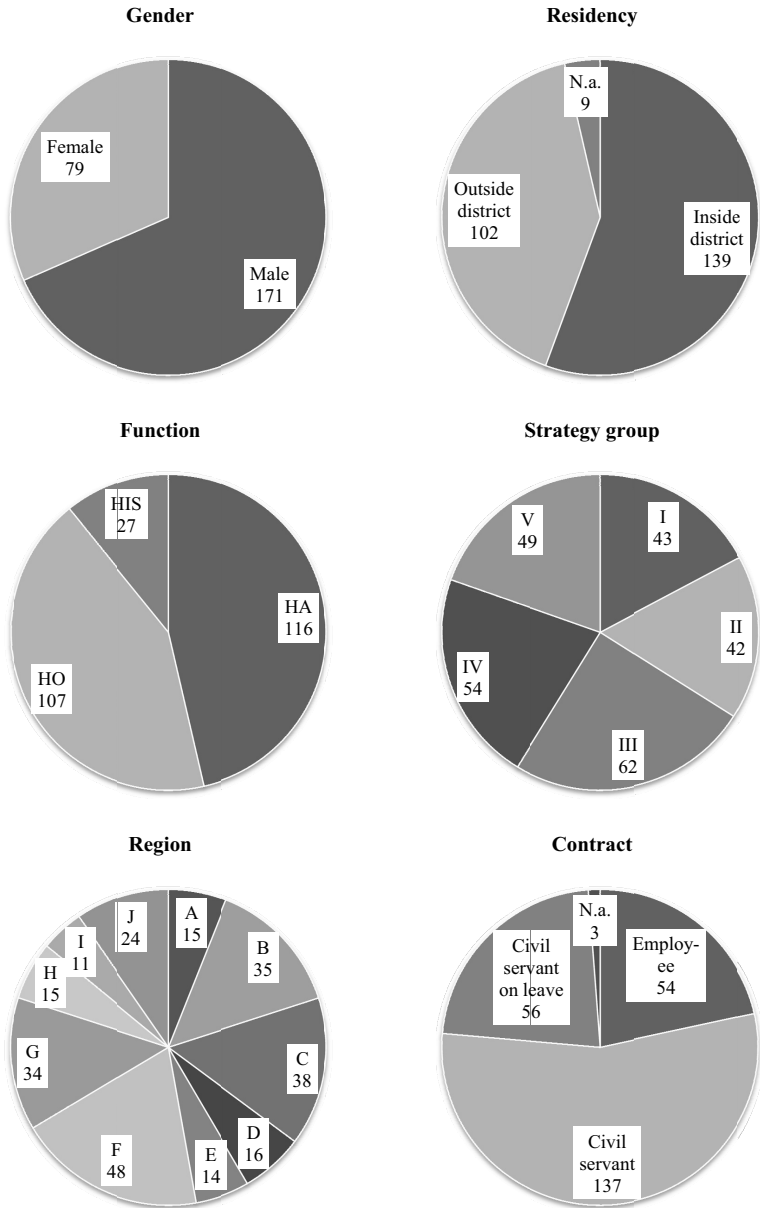 Gender
Female
79
Male
171
Residency
N.a.
9
Outside
district
102
Inside
district
139
Function
HIS
27
HA
116
HO
107
Strategy group
V
49
I
43
II
42
IV
54
III
62
Region
J
24
A
15
B
35
I
11
H
15
G
34
C
38
D
16
E
14
F
48
Contract
N.a.
3
Employ-
ee
54
Civil
servant
on leave
56
Civil
servant
137